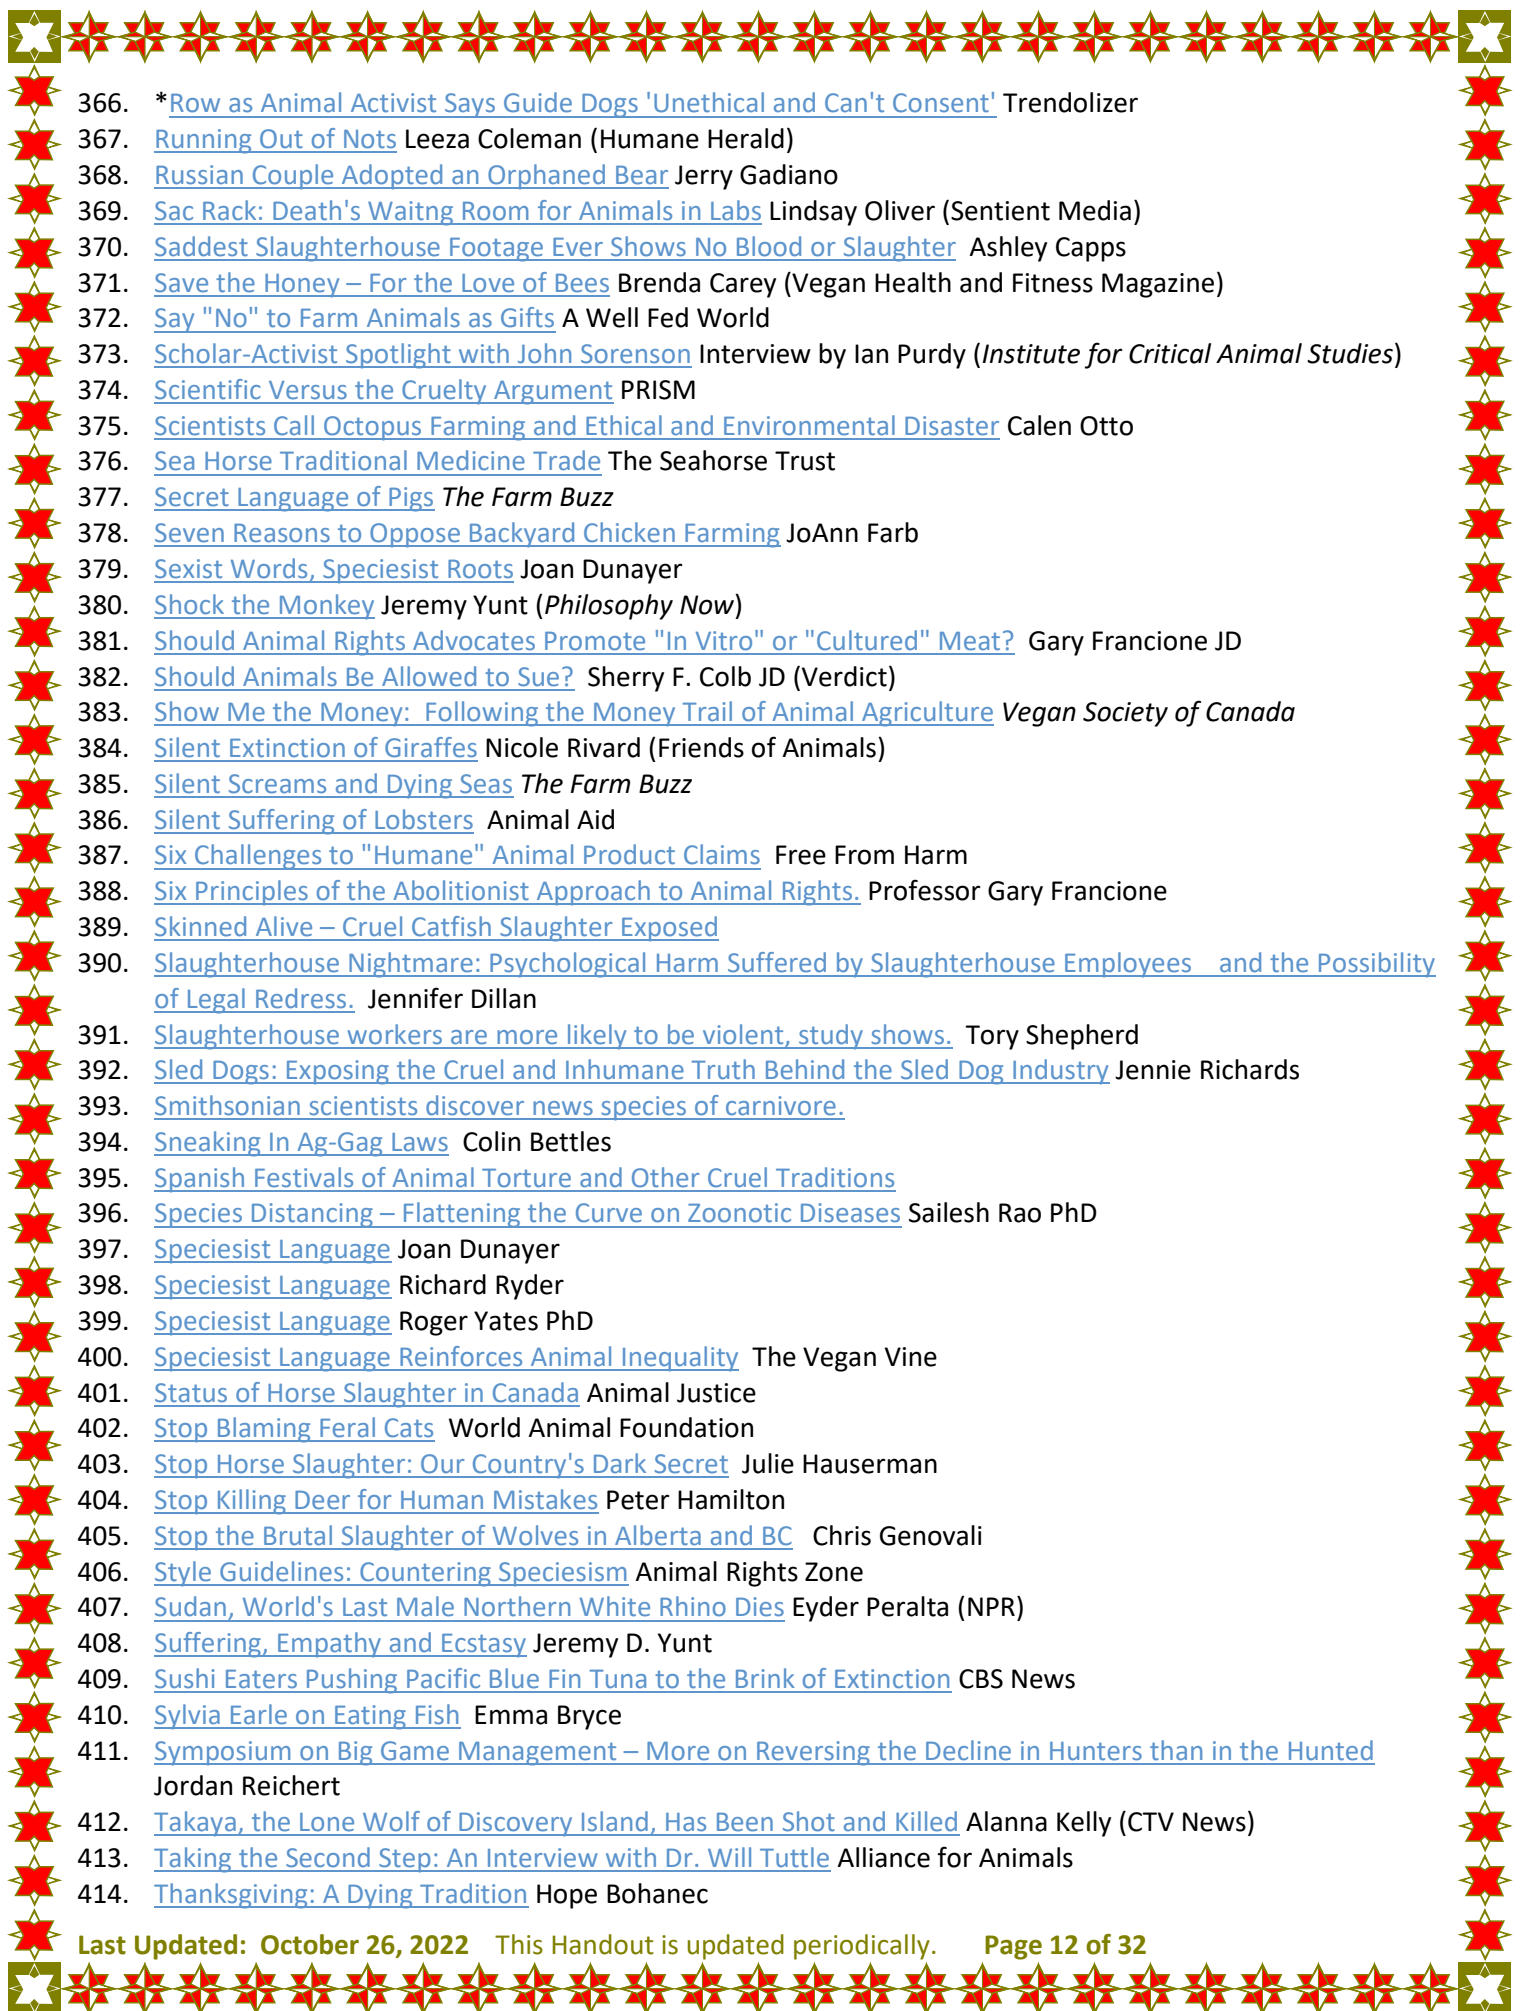 366. *Row as Animal Activist Says Guide Dogs 'Unethical and Can't Consent' Trendolizer
367. Running Out of Nots Leeza Coleman (Humane Herald)
368. Russian Couple Adopted an Orphaned Bear Jerry Gadiano
369. Sac Rack: Death's Waitng Room for Animals in Labs Lindsay Oliver (Sentient Media)
370. Saddest Slaughterhouse Footage Ever Shows No Blood or Slaughter Ashley Capps
371. Save the Honey – For the Love of Bees Brenda Carey (Vegan Health and Fitness Magazine)
372. Say "No" to Farm Animals as Gifts A Well Fed World
373. Scholar-Activist Spotlight with John Sorenson Interview by Ian Purdy (Institute for Critical Animal Studies)
374. Scientific Versus the Cruelty Argument PRISM
375. Scientists Call Octopus Farming and Ethical and Environmental Disaster Calen Otto
376. Sea Horse Traditional Medicine Trade The Seahorse Trust
377. Secret Language of Pigs The Farm Buzz
378. Seven Reasons to Oppose Backyard Chicken Farming JoAnn Farb
379. Sexist Words, Speciesist Roots Joan Dunayer
380. Shock the Monkey Jeremy Yunt (Philosophy Now)
381. Should Animal Rights Advocates Promote "In Vitro" or "Cultured" Meat? Gary Francione JD
382. Should Animals Be Allowed to Sue? Sherry F. Colb JD (Verdict)
383. Show Me the Money: Following the Money Trail of Animal Agriculture Vegan Society of Canada
384. Silent Extinction of Giraffes Nicole Rivard (Friends of Animals)
385. Silent Screams and Dying Seas The Farm Buzz
386. Silent Suffering of Lobsters Animal Aid
387. Six Challenges to "Humane" Animal Product Claims Free From Harm
388. Six Principles of the Abolitionist Approach to Animal Rights. Professor Gary Francione
389. Skinned Alive – Cruel Catfish Slaughter Exposed
390. Slaughterhouse Nightmare: Psychological Harm Suffered by Slaughterhouse Employees and the Possibility
of Legal Redress. Jennifer Dillan
391. Slaughterhouse workers are more likely to be violent, study shows. Tory Shepherd
392. Sled Dogs: Exposing the Cruel and Inhumane Truth Behind the Sled Dog Industry Jennie Richards
393. Smithsonian scientists discover news species of carnivore.
394. Sneaking In Ag-Gag Laws Colin Bettles
395. Spanish Festivals of Animal Torture and Other Cruel Traditions
396. Species Distancing – Flattening the Curve on Zoonotic Diseases Sailesh Rao PhD
397. Speciesist Language Joan Dunayer
398. Speciesist Language Richard Ryder
399. Speciesist Language Roger Yates PhD
400. Speciesist Language Reinforces Animal Inequality The Vegan Vine
401. Status of Horse Slaughter in Canada Animal Justice
402. Stop Blaming Feral Cats World Animal Foundation
403. Stop Horse Slaughter: Our Country's Dark Secret Julie Hauserman
404. Stop Killing Deer for Human Mistakes Peter Hamilton
405. Stop the Brutal Slaughter of Wolves in Alberta and BC Chris Genovali
406. Style Guidelines: Countering Speciesism Animal Rights Zone
407. Sudan, World's Last Male Northern White Rhino Dies Eyder Peralta (NPR)
408. Suffering, Empathy and Ecstasy Jeremy D. Yunt
409. Sushi Eaters Pushing Pacific Blue Fin Tuna to the Brink of Extinction CBS News
410. Sylvia Earle on Eating Fish Emma Bryce
411. Symposium on Big Game Management – More on Reversing the Decline in Hunters than in the Hunted
Jordan Reichert
412. Takaya, the Lone Wolf of Discovery Island, Has Been Shot and Killed Alanna Kelly (CTV News)
413. Taking the Second Step: An Interview with Dr. Will Tuttle Alliance for Animals
414. Thanksgiving: A Dying Tradition Hope Bohanec
Last Updated: October 26, 2022 This Handout is updated periodically. Page 12 of 32